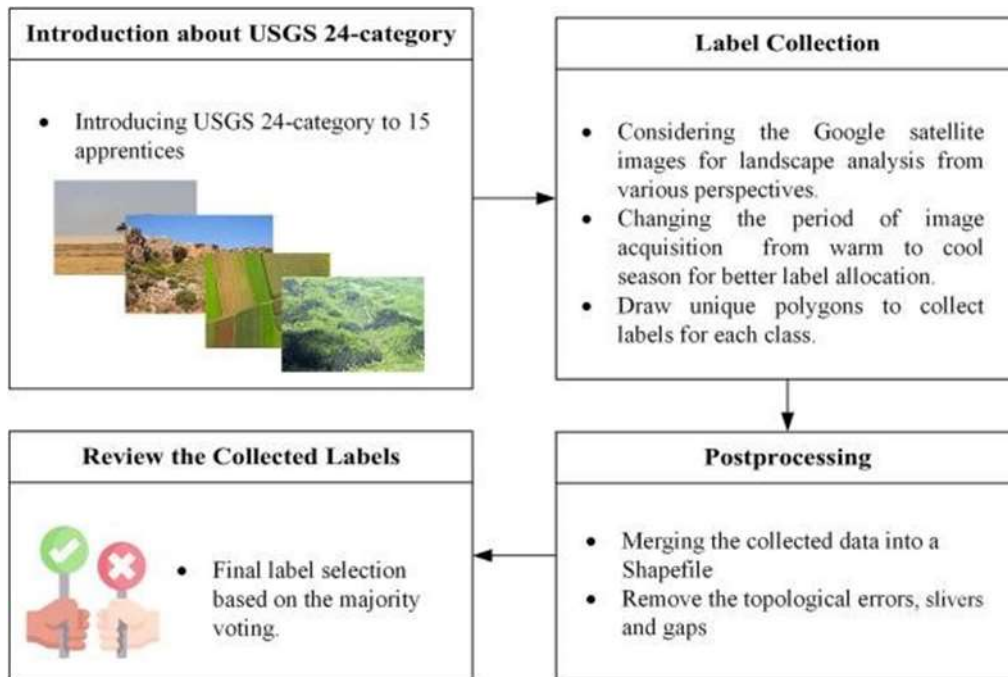 Introduction about USGS 24-category
• Introducing USGS 24-category to 15
apprentices
Label Collection
• Considering the Google satellite
images for landscape analysis from
various perspectives.
• Changing the period of image
acquisition from warm to cool
season for better label allocation.
• Draw unique polygons to collect
labels for each class.
Postprocessing
• Merging the collected data into a
Shapefile
• Remove the topological errors, slivers
and gaps
Review the Collected Labels
• Final label selection
based on the majority
voting.